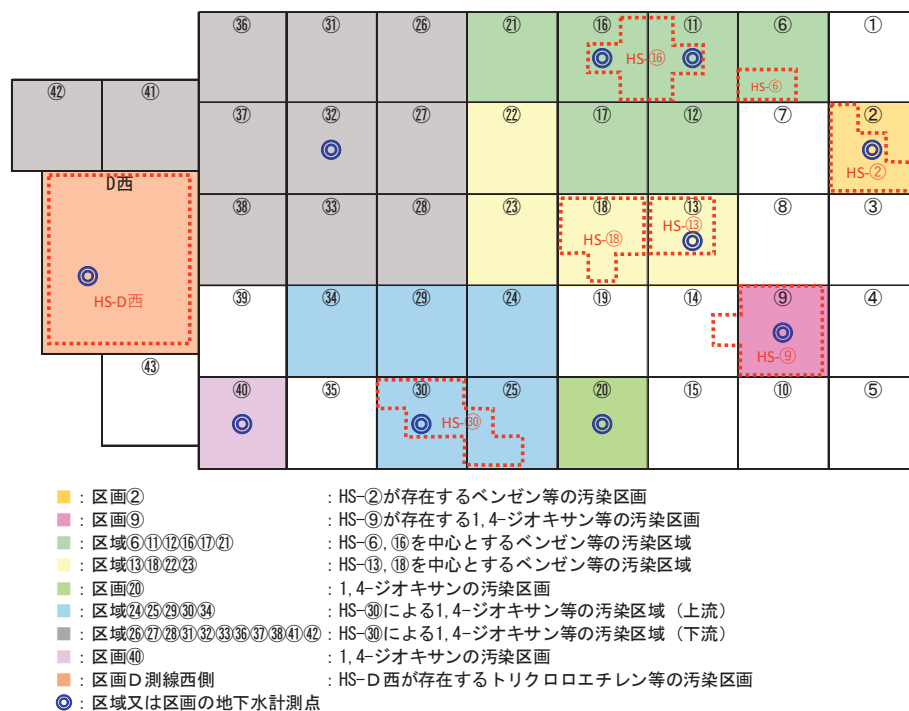 ㊱ ㉛ ㉖ ㉑ ⑯ ⑪ ⑥ ①
HS-⑯
HS-⑥
㊷ ㊶ ㊲ ㉜ ㉗ ㉒ ⑰ ⑫ ⑦ ②
HS-②
D西 ㊳ ㉝ ㉘ ㉓ ⑱ ⑬ ⑧ ③
HS-⑱ HS-⑬
HS-D西
㊴ ㉞ ㉙ ㉔ ⑲ ⑭ ⑨ ④
HS-⑨
㊸ ㊵ ㉟ ㉚ ㉕ ⑳ ⑮ ⑩ ⑤
HS-㉚
：区画② ：HS-②が存在するベンゼン等の汚染区画
：区画⑨ ：HS-⑨が存在する1,4-ジオキサンの汚染区画
：区域⑥⑪⑫⑯⑰㉑ ：HS-⑥,⑯を中心とするベンゼン等の汚染区域
：区域⑬⑱㉒㉓ ：HS-⑬,⑱を中心とするベンゼン等の汚染区域
：区画⑳ ：1,4-ジオキサンの汚染区画
：区域㉔㉕㉙㉚㉞ ：HS-㉚による1,4-ジオキサン等の汚染区域（上流）
：区域㉖㉗㉘㉛㉜㉝㊱㊲㊳㊶㊷：HS-㉚による1,4-ジオキサン等の汚染区域（下流）
：区画㊵ ：1,4-ジオキサンの汚染区画
：区画Ｄ測線西側 ：HS-Ｄ西が存在するトリクロロエチレン等の汚染区画
：区域又は区画の地下水計測点